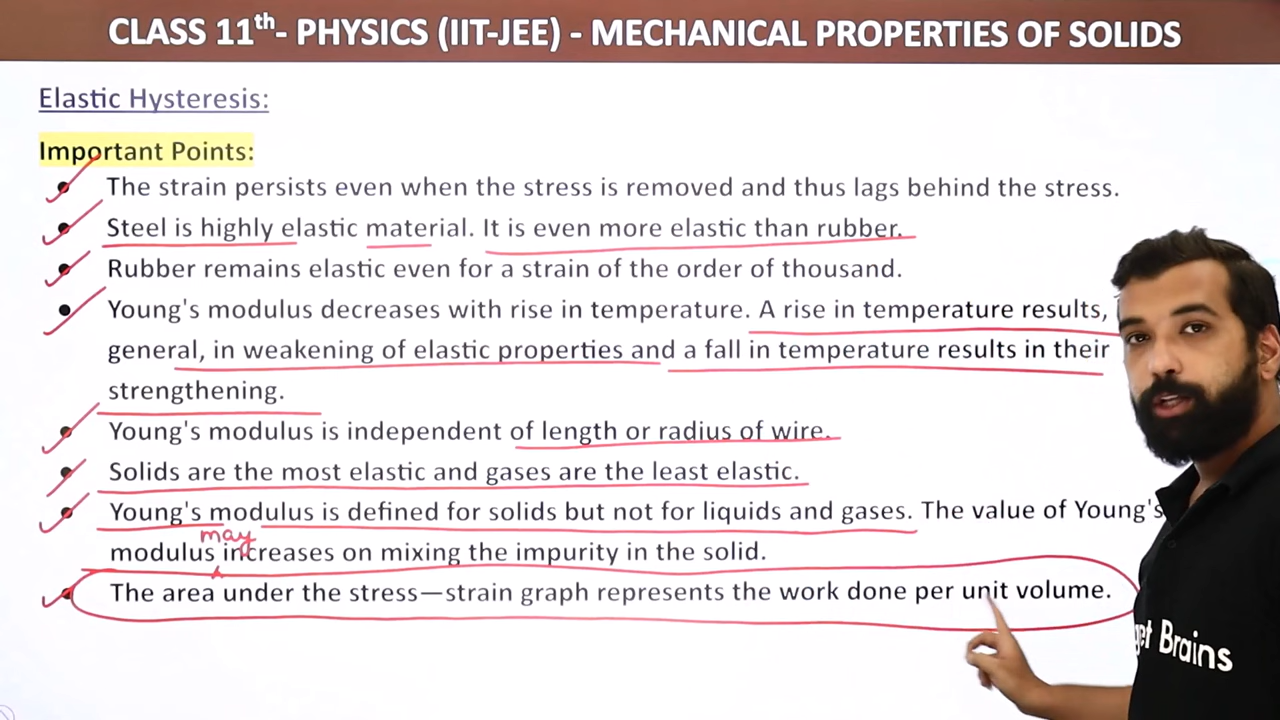 CLASS 11th- PHYSICS (IIT-JEE) - MECHANICAL PROPERTIES OF SOLIDS
Elastic Hysteresis:
Important Points:
The strain persists even when the stress is removed and thus lags behind the stress.
Steel is highly elastic material. It is even more elastic than rubber.
Rubber remains elastic even for a strain of the order of thousand.
Young's modulus decreases with rise in temperature. A rise in temperature results,
general, in weakening of elastic properties and a fall in temperature results in their
strengthening.
Young's modulus is independent of length or radius of wire.
Solids are the most elastic and gases are the least elastic.
Young's modulus is defined for solids but not for liquids and gases. The value of Young's
may
modulus increases on mixing the impurity in the solid.
The area under the stress—strain graph represents the work done per unit volume.
get Brains